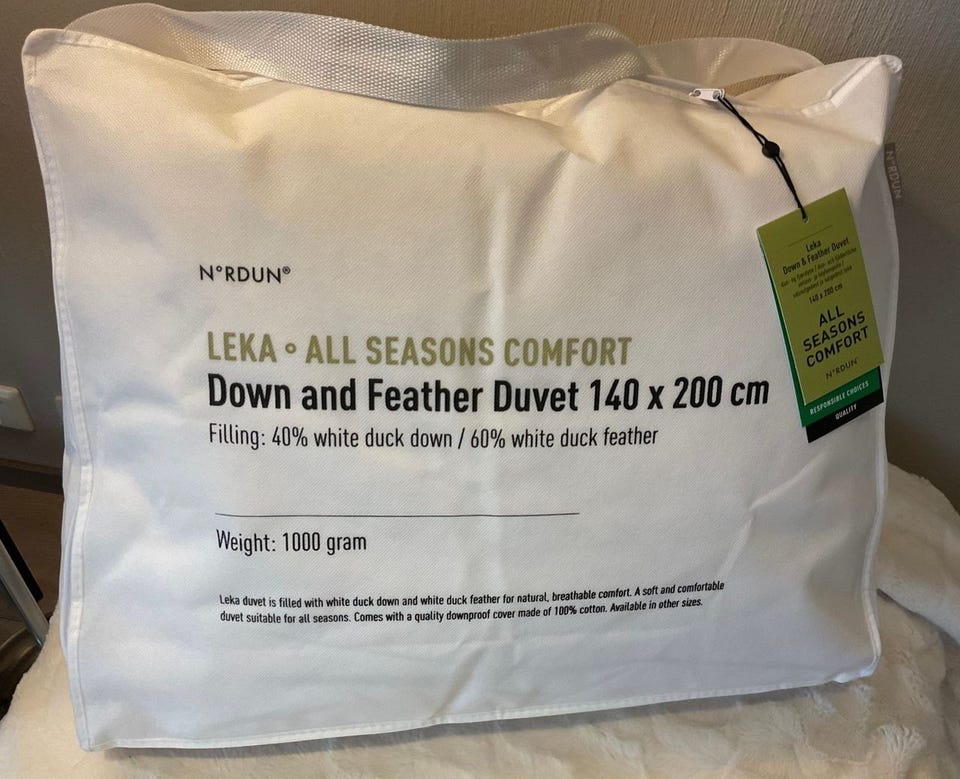 N°RDUN®
LEKA ° ALL SEASONS COMFORT
Down and Feather Duvet 140 x 200 cm
Filling: 40% white duck down / 60% white duck feather
Weight: 1000 gram
Leka duvet is filled with white duck down and white duck feather for natural, breathable comfort. A soft and comfortable
duvet suitable for all seasons. Comes with a quality downproof cover made of 100% cotton. Available in other sizes.
N°RDUN
Leka
Down & Feather Duvet
140 x 200 cm
ALL
SEASONS
COMFORT
N°RDUN
RESPONSIBLE CHOICES
QUALITY